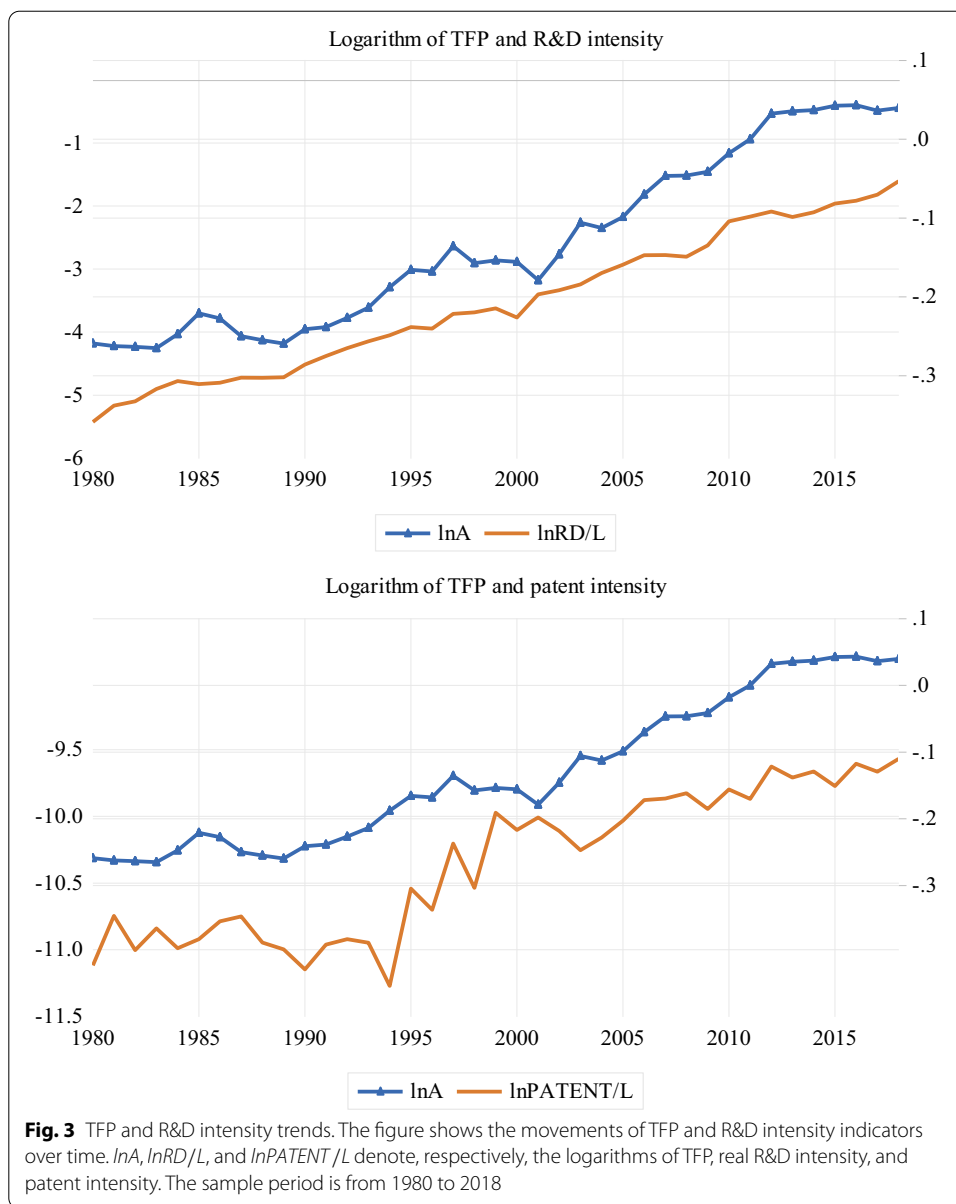 Logarithm of TFP and R&D intensity
.1
.0
-1
-.1
-2
-3
-.2
-4
-.3
-5
-6
1980 1985 1990 1995 2000 2005 2010 2015
lnA lnRD/L
Logarithm of TFP and patent intensity
.1
.0
-9.5
-.1
-10.0
-.2
-10.5
-.3
-11.0
-11.5
1980 1985 1990 1995 2000 2005 2010 2015
lnA lnPATENT/L
Fig. 3 TFP and R&D intensity trends. The figure shows the movements of TFP and R&D intensity indicators
over time. lnA, lnRD/L, and lnPATENT/L denote, respectively, the logarithms of TFP, real R&D intensity, and
patent intensity. The sample period is from 1980 to 2018